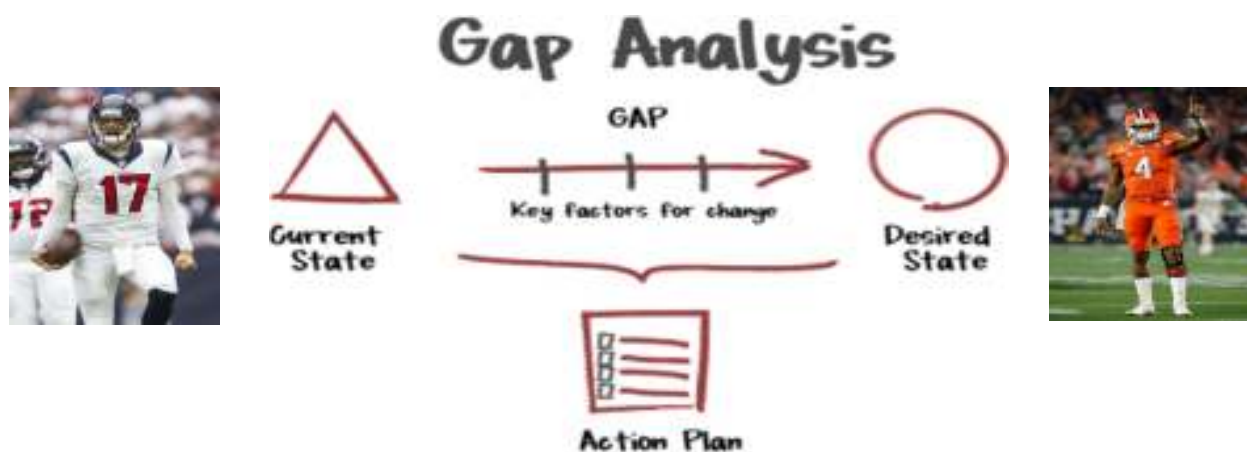 Gap Analysis
GAP
Key factors for change
Current
State
Desired
State
Action Plan
17
4